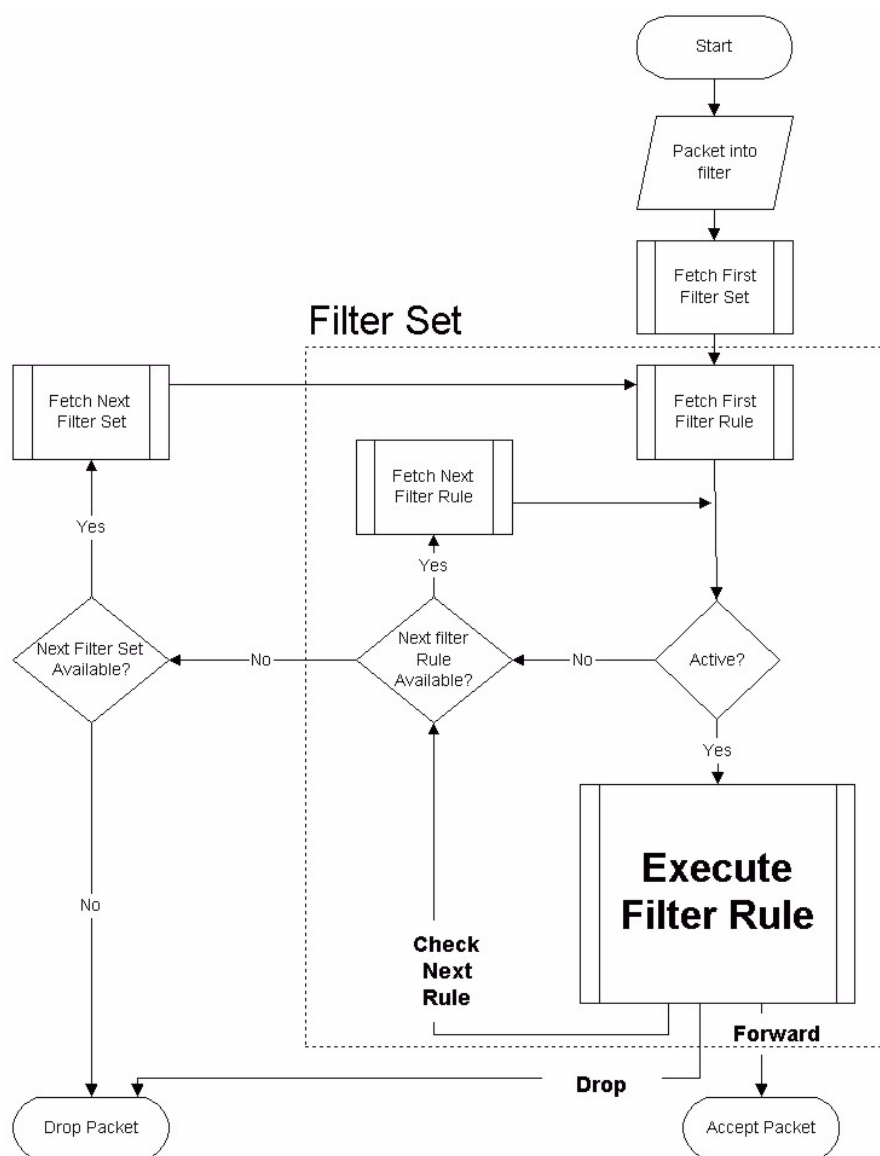 Start
Packet into
filter
Fetch First
Filter Set
Filter Set
Fetch Next
Filter Set
Fetch First
Filter Rule
Fetch Next
Filter Rule
Yes
Yes
Next Filter Set
Available?
No
Next filter
Rule
Available?
No
Active?
Yes
Execute
Filter Rule
No
Check
Next
Rule
Forward
Drop
Drop Packet
Accept Packet